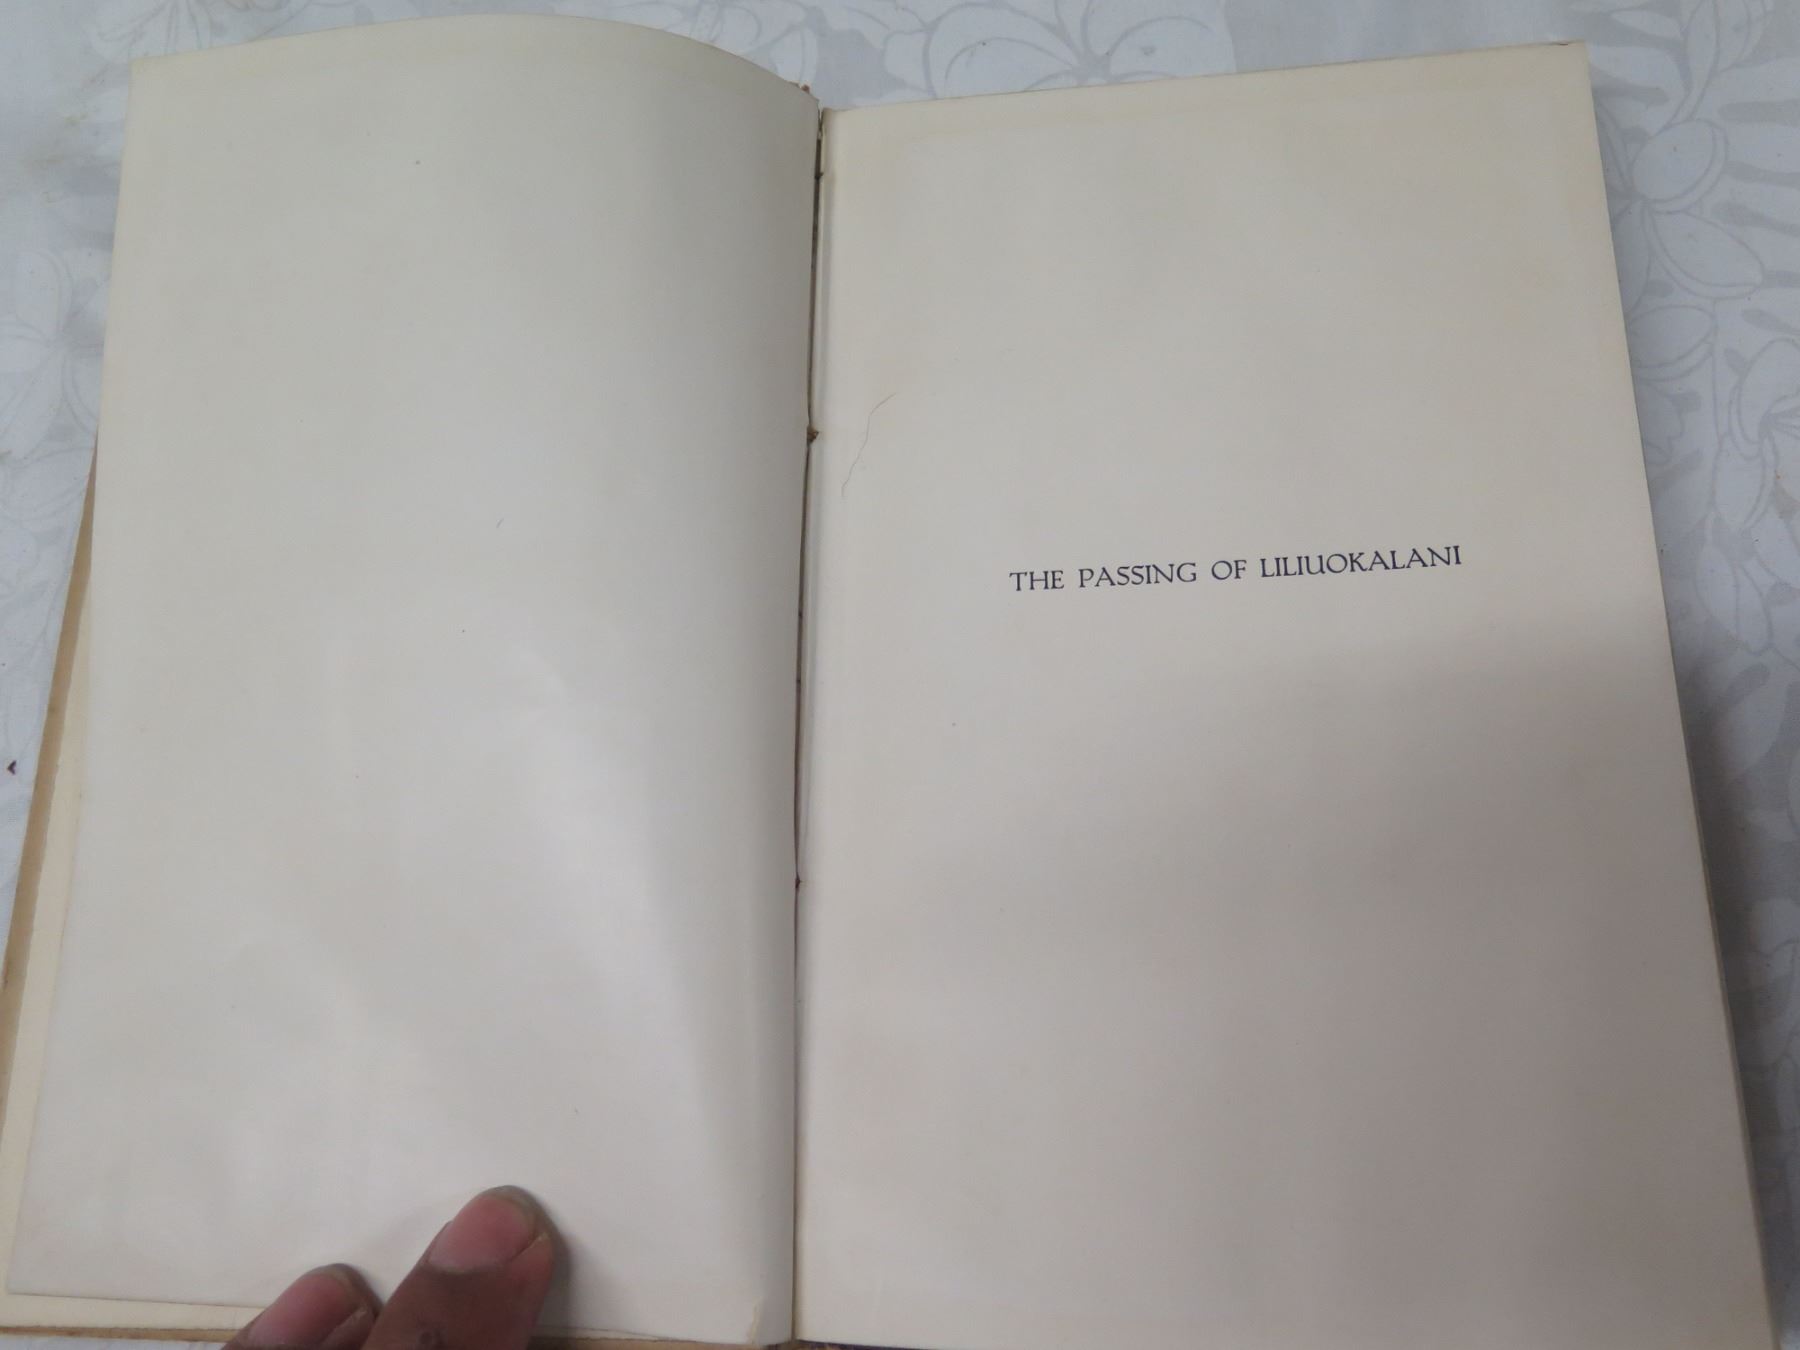 THE PASSING OF LILIUOKALANI